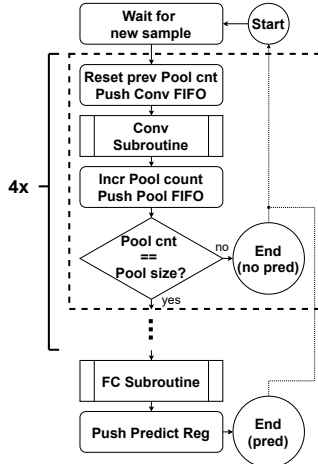 Wait for
new sample
Start
Reset prev Pool cnt
Push Conv FIFO
Conv
Subroutine
4x
Incr Pool count
Push Pool FIFO
Pool cnt
==
Pool size?
no
End
(no pred)
yes
FC Subroutine
Push Predict Reg
End
(pred)